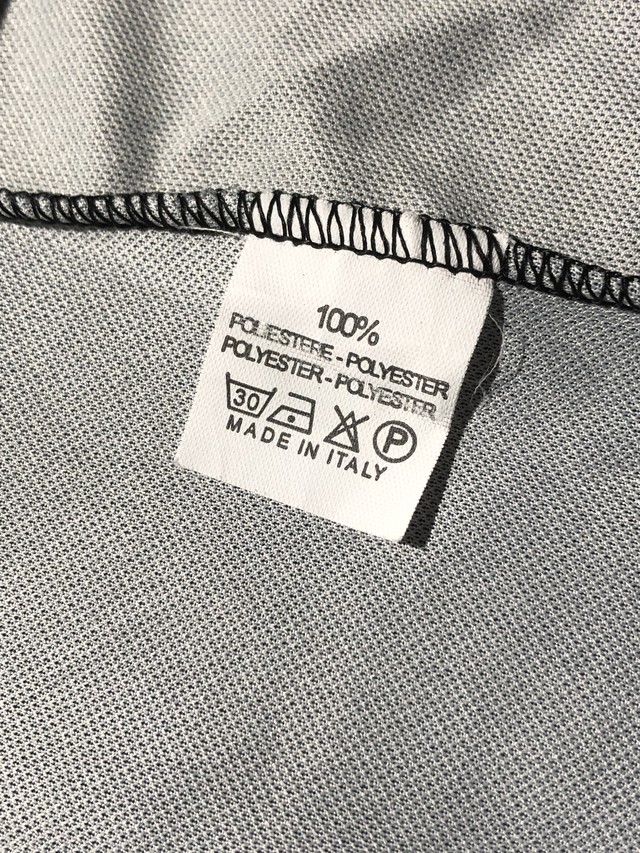 100%
POLIESTERE - POLYESTER
POLYESTER - POLYESTER
30 P
MADE IN ITALY